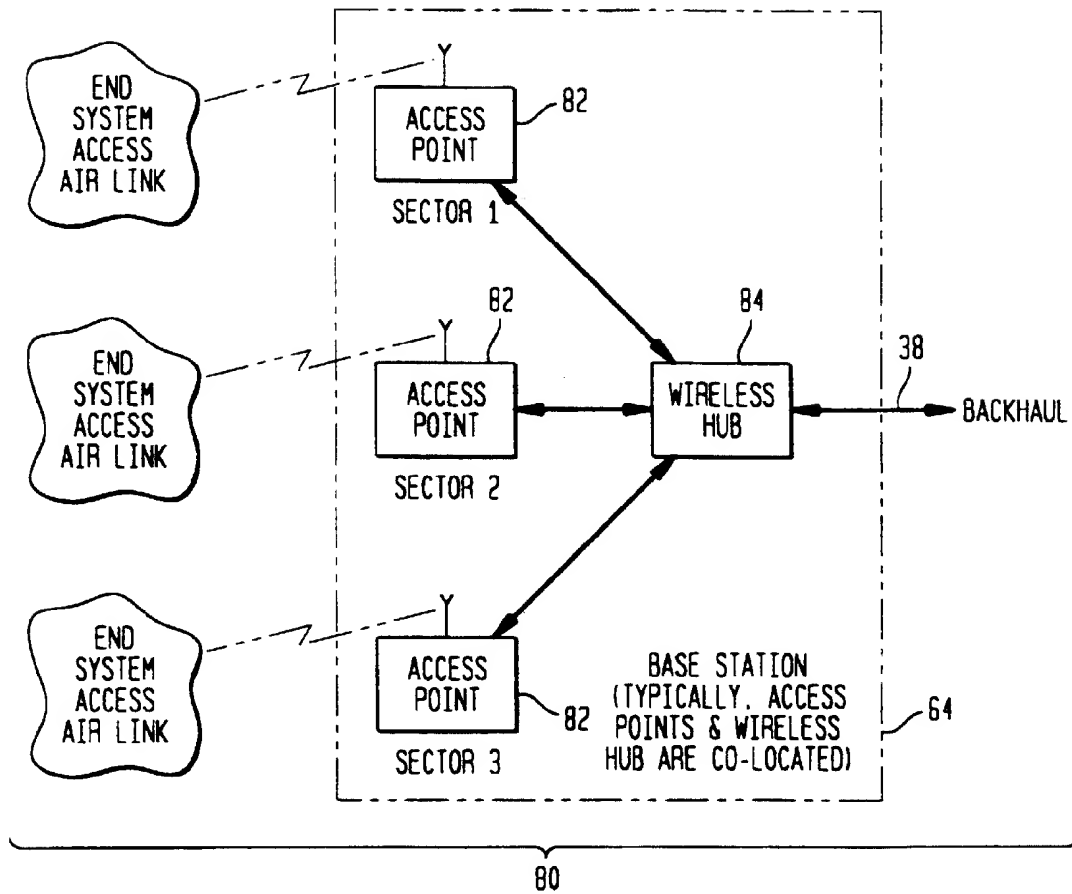 END
SYSTEM
ACCESS
AIR LINK
ACCESS
POINT
82
SECTOR 1
END
SYSTEM
ACCESS
AIR LINK
82
ACCESS
POINT
SECTOR 2
84
WIRELESS
HUB
38
BACKHAUL
END
SYSTEM
ACCESS
AIR LINK
ACCESS
POINT
82
SECTOR 3
BASE STATION
(TYPICALLY, ACCESS
POINTS & WIRELESS
HUB ARE CO-LOCATED)
64
80